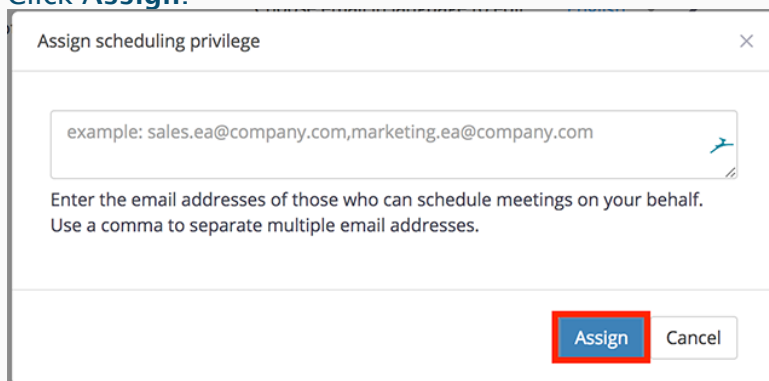 Click Assign.
Assign scheduling privilege
example: sales.ea@company.com,marketing.ea@company.com
Enter the email addresses of those who can schedule meetings on your behalf.
Use a comma to separate multiple email addresses.
Assign Cancel